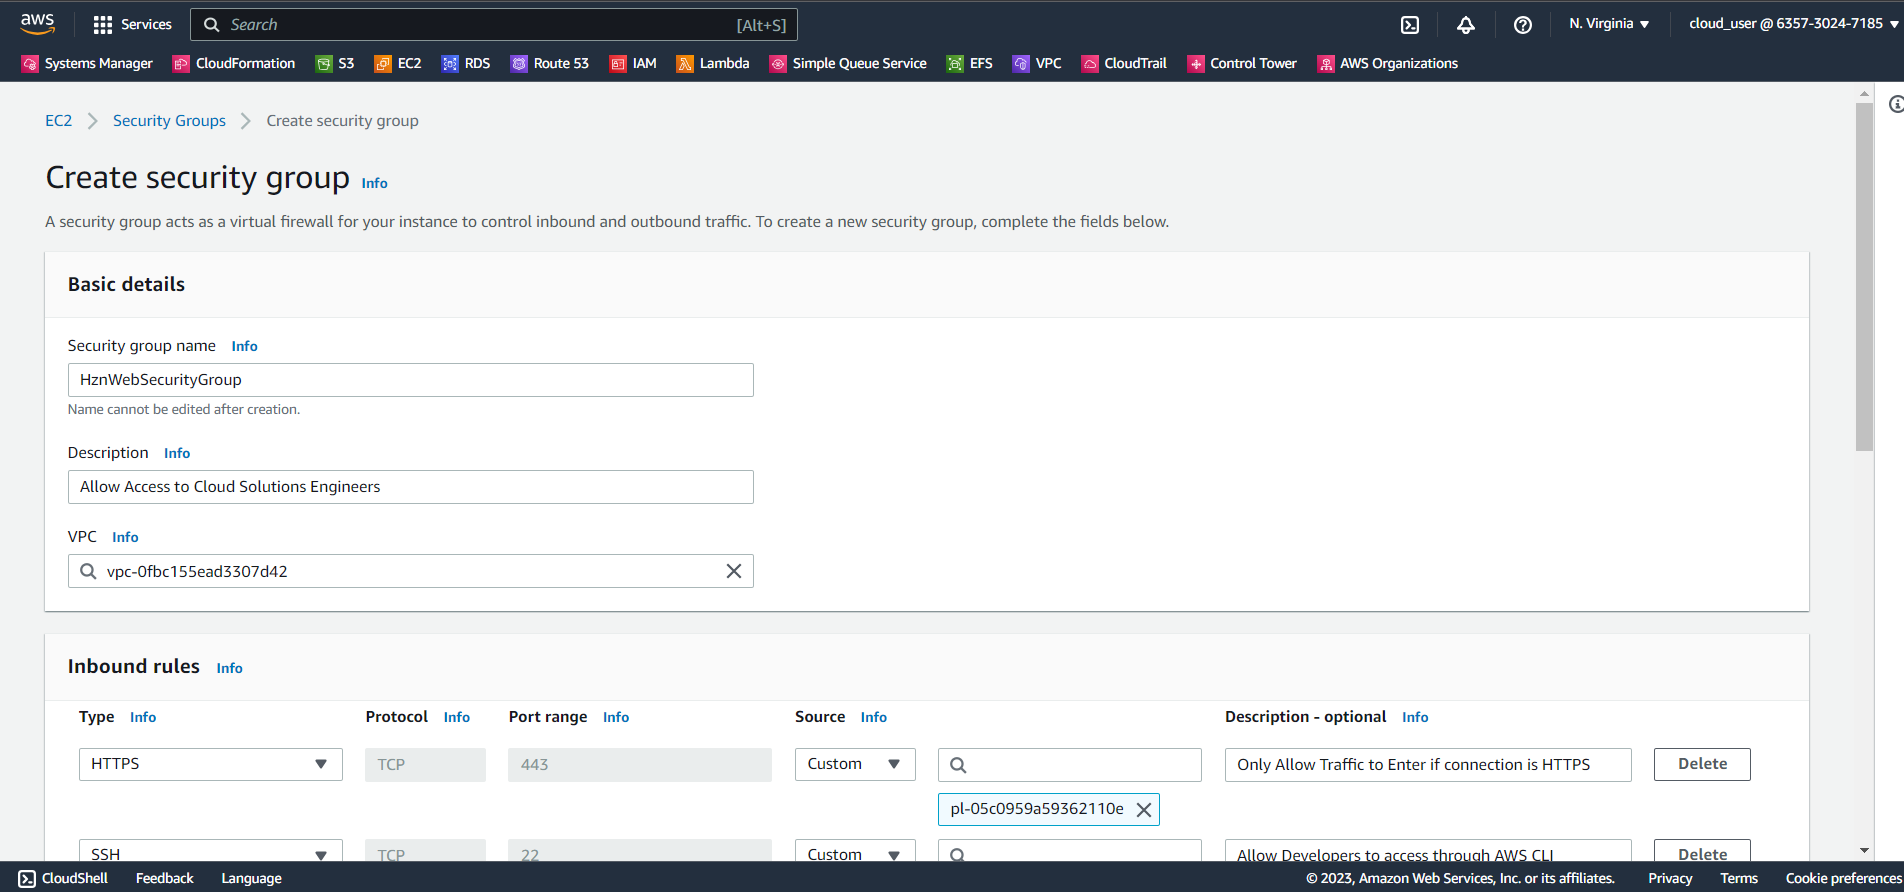 aws Services Search [Alt+S] N. Virginia cloud_user @ 6357-3024-7185
Systems Manager CloudFormation S3 EC2 RDS Route 53 IAM Lambda Simple Queue Service EFS VPC CloudTrail Control Tower AWS Organizations
EC2 Security Groups Create security group
Create security group Info
A security group acts as a virtual firewall for your instance to control inbound and outbound traffic. To create a new security group, complete the fields below.
Basic details
Security group name Info
HznWebSecurityGroup
Name cannot be edited after creation.
Description Info
Allow Access to Cloud Solutions Engineers
VPC Info
vpc-0fbc155ead3307d42
Inbound rules Info
Type Info Protocol Info Port range Info Source Info Description - optional Info
HTTPS TCP 443 Custom Only Allow Traffic to Enter if connection is HTTPS Delete
pl-05c0959a59362110e
SSH TCP 22 Custom Allow Developers to access through AWS CLI Delete
CloudShell Feedback Language © 2023, Amazon Web Services, Inc. or its affiliates. Privacy Terms Cookie preferences